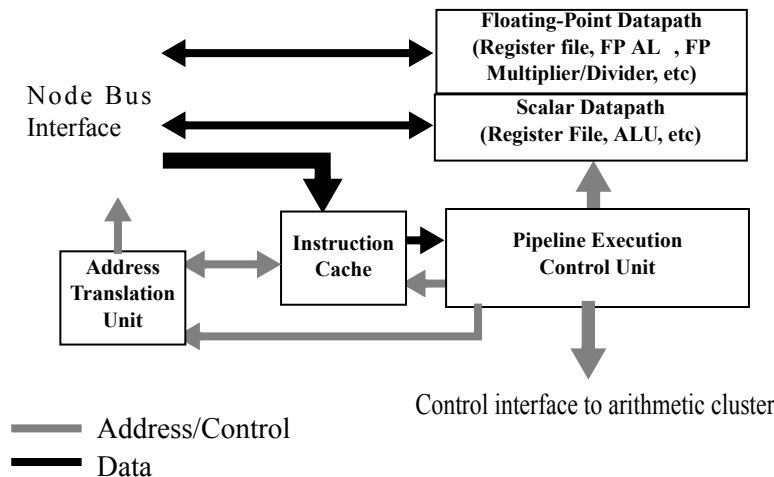 Floating-Point Datapath
(Register file, FP AL , FP
Multiplier/Divider, etc)
Node Bus
Interface
Scalar Datapath
(Register File, ALU, etc)
Instruction
Cache
Pipeline Execution
Control Unit
Address
Translation
Unit
Control interface to arithmetic cluster
Address/Control
Data